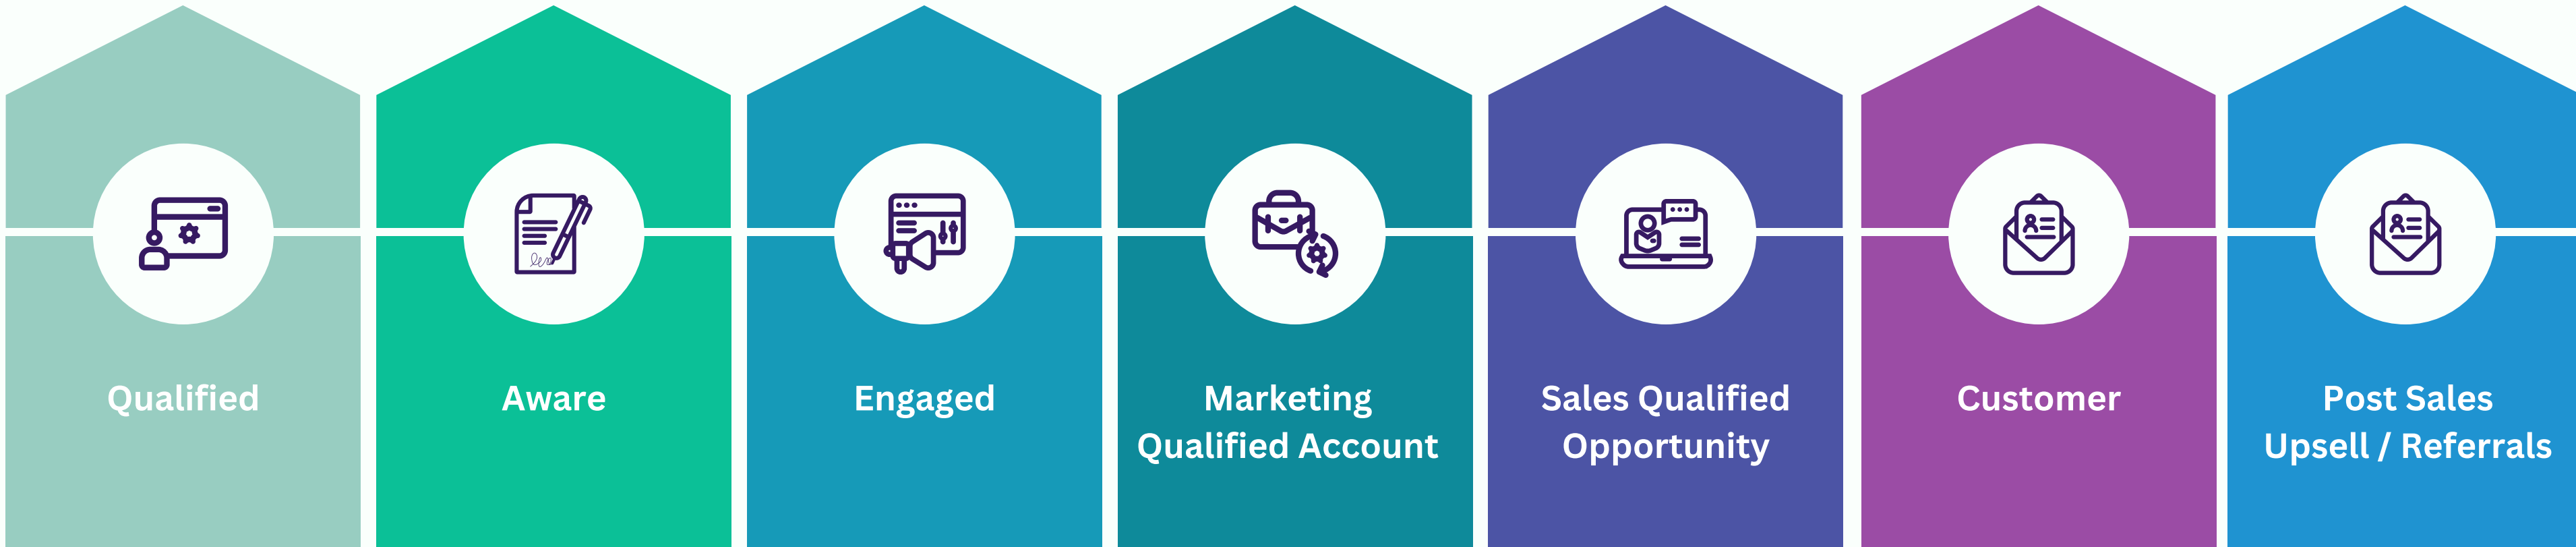 Qualified
Aware
Engaged
Marketing
Qualified Account
Sales Qualified
Opportunity
Customer
Post Sales
Upsell / Referrals